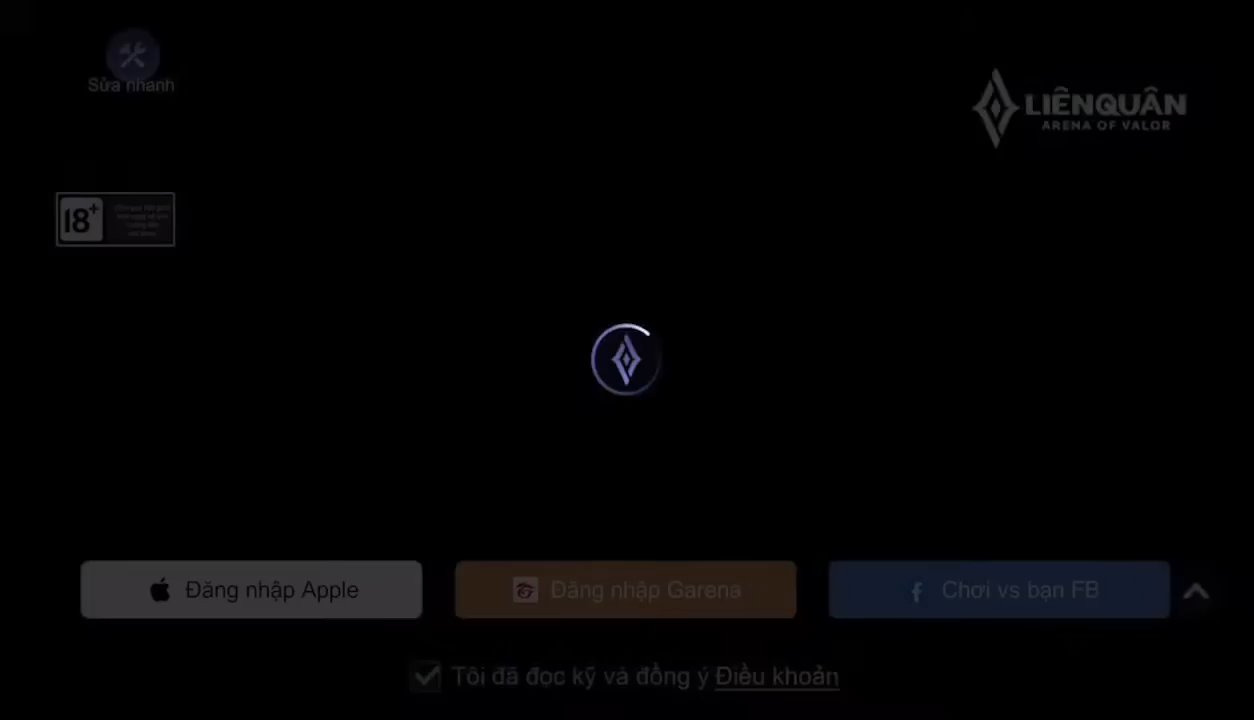 Sửa nhanh
LIÊNQUÂN
ARENA OF VALOR
18+
Đăng nhập Apple
Đăng nhập Garena
Chơi vs bạn FB
Tôi đã đọc kỹ và đồng ý Điều khoản